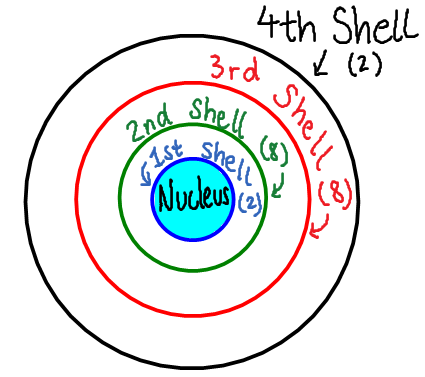 4th Shell
(2)
3rd Shell (8)
2nd Shell (8)
1st Shell (2)
Nucleus